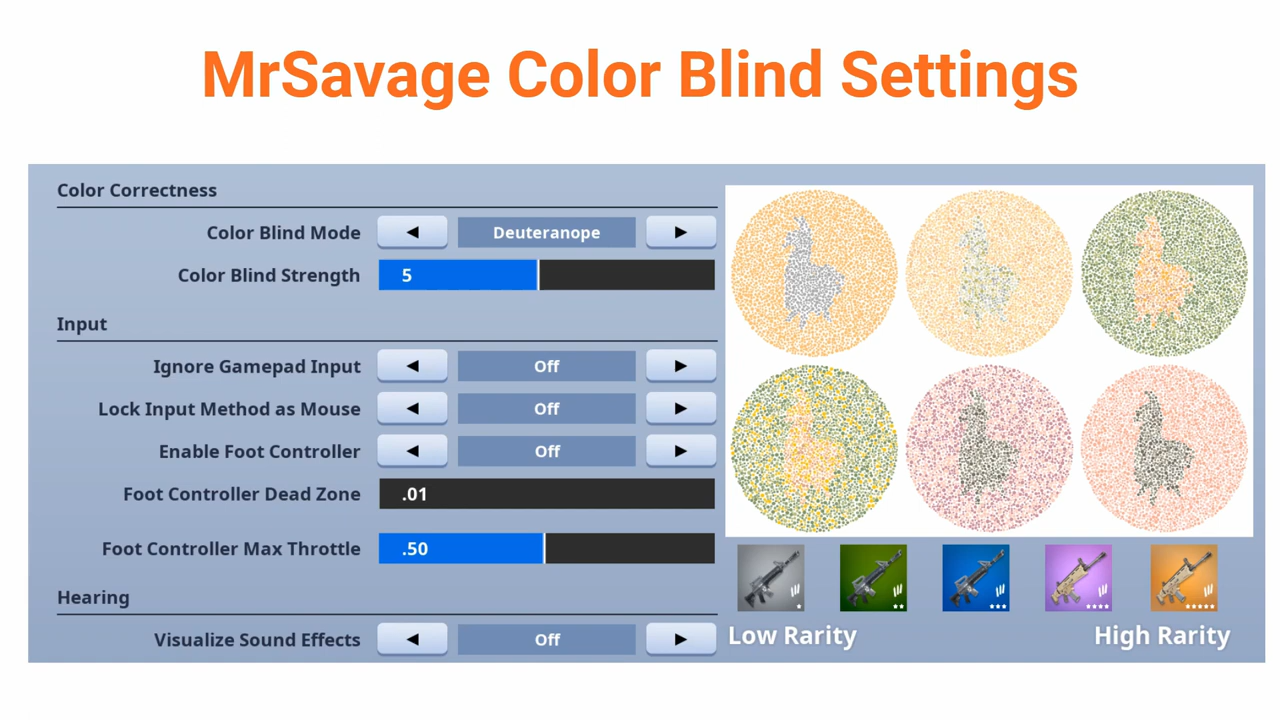 MrSavage Color Blind Settings
Color Correctness
Color Blind Mode
Deuteranope
Color Blind Strength
5
Input
Ignore Gamepad Input
Off
Lock Input Method as Mouse
Off
Enable Foot Controller
Off
Foot Controller Dead Zone
.01
Foot Controller Max Throttle
.50
Hearing
Visualize Sound Effects
Off
Low Rarity
High Rarity